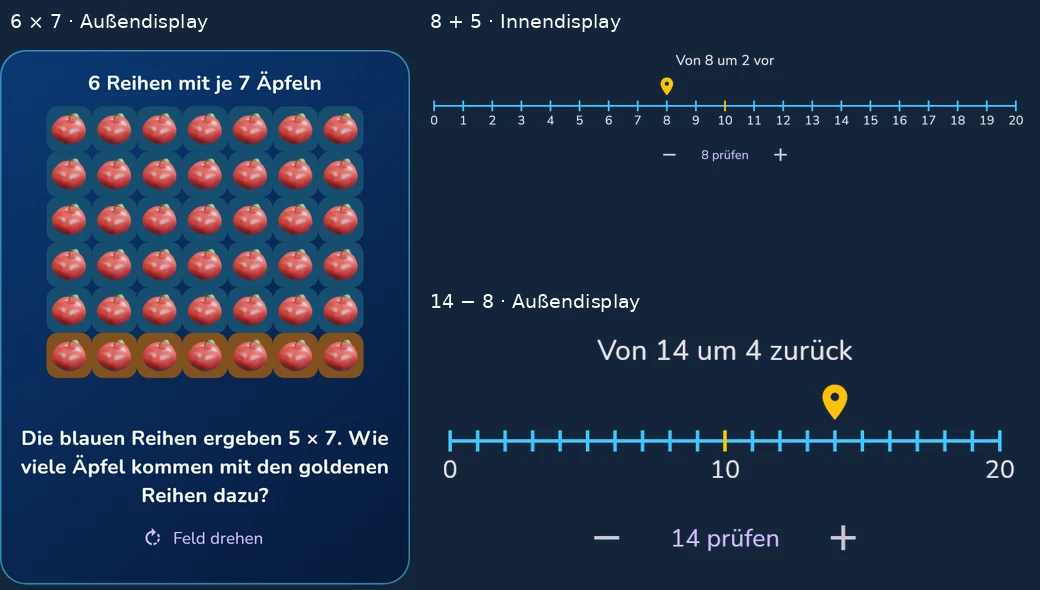 6 × 7 · Außendisplay
6 Reihen mit je 7 Äpfeln
Die blauen Reihen ergeben 5 × 7. Wie
viele Äpfel kommen mit den goldenen
Reihen dazu?
Feld drehen
8 + 5 · Innendisplay
Von 8 um 2 vor
0 1 2 3 4 5 6 7 8 9 10 11 12 13 14 15 16 17 18 19 20
− 8 prüfen +
14 − 8 · Außendisplay
Von 14 um 4 zurück
0 10 20
− 14 prüfen +